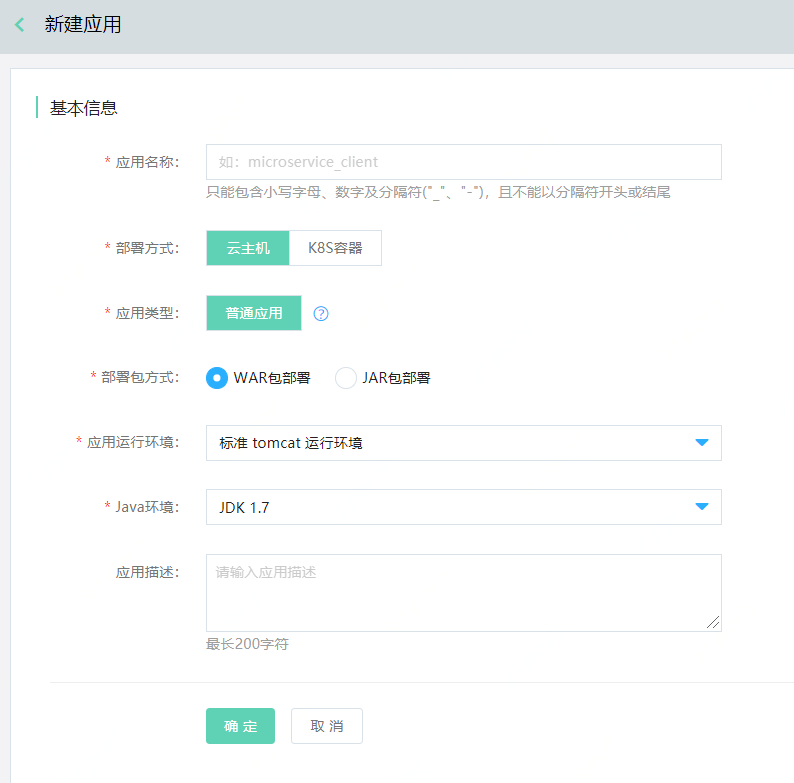 新建应用
基本信息
* 应用名称： 如：microservice_client
只能包含小写字母、数字及分隔符("_"、"-")，且不能以分隔符开头或结尾
* 部署方式： 云主机 K8S容器
* 应用类型： 普通应用 ?
* 部署包方式： WAR包部署 JAR包部署
* 应用运行环境： 标准 tomcat 运行环境
* Java环境： JDK 1.7
应用描述： 请输入应用描述
最长200字符
确 定 取 消